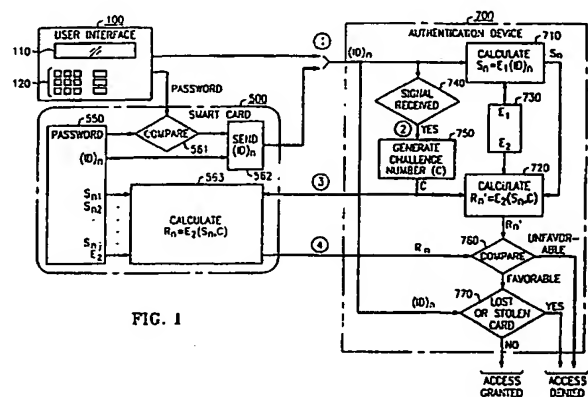 100
USER INTERFACE
110
120
PASSWORD
SMART CARD
500
550
PASSWORD
COMPARE
561
SEND
(ID)n
562
(ID)n
563
Sn1
Sn2
Snj
E2
CALCULATE
Rn=E2(Sn,C)
1
(ID)n
2
3
4
Rn
(ID)n
700
AUTHENTICATION DEVICE
710
CALCULATE
Sn=E1(ID)n
Sn
SIGNAL
RECEIVED
740
YES
750
GENERATE
CHALLENGE
NUMBER (C)
C
730
E1
E2
720
CALCULATE
Rn'=E2(Sn,C)
Rn'
760
COMPARE
UNFAVOR-
ABLE
FAVORABLE
770
LOST
OR STOLEN
CARD
YES
NO
ACCESS
GRANTED
ACCESS
DENIED
FIG. 1